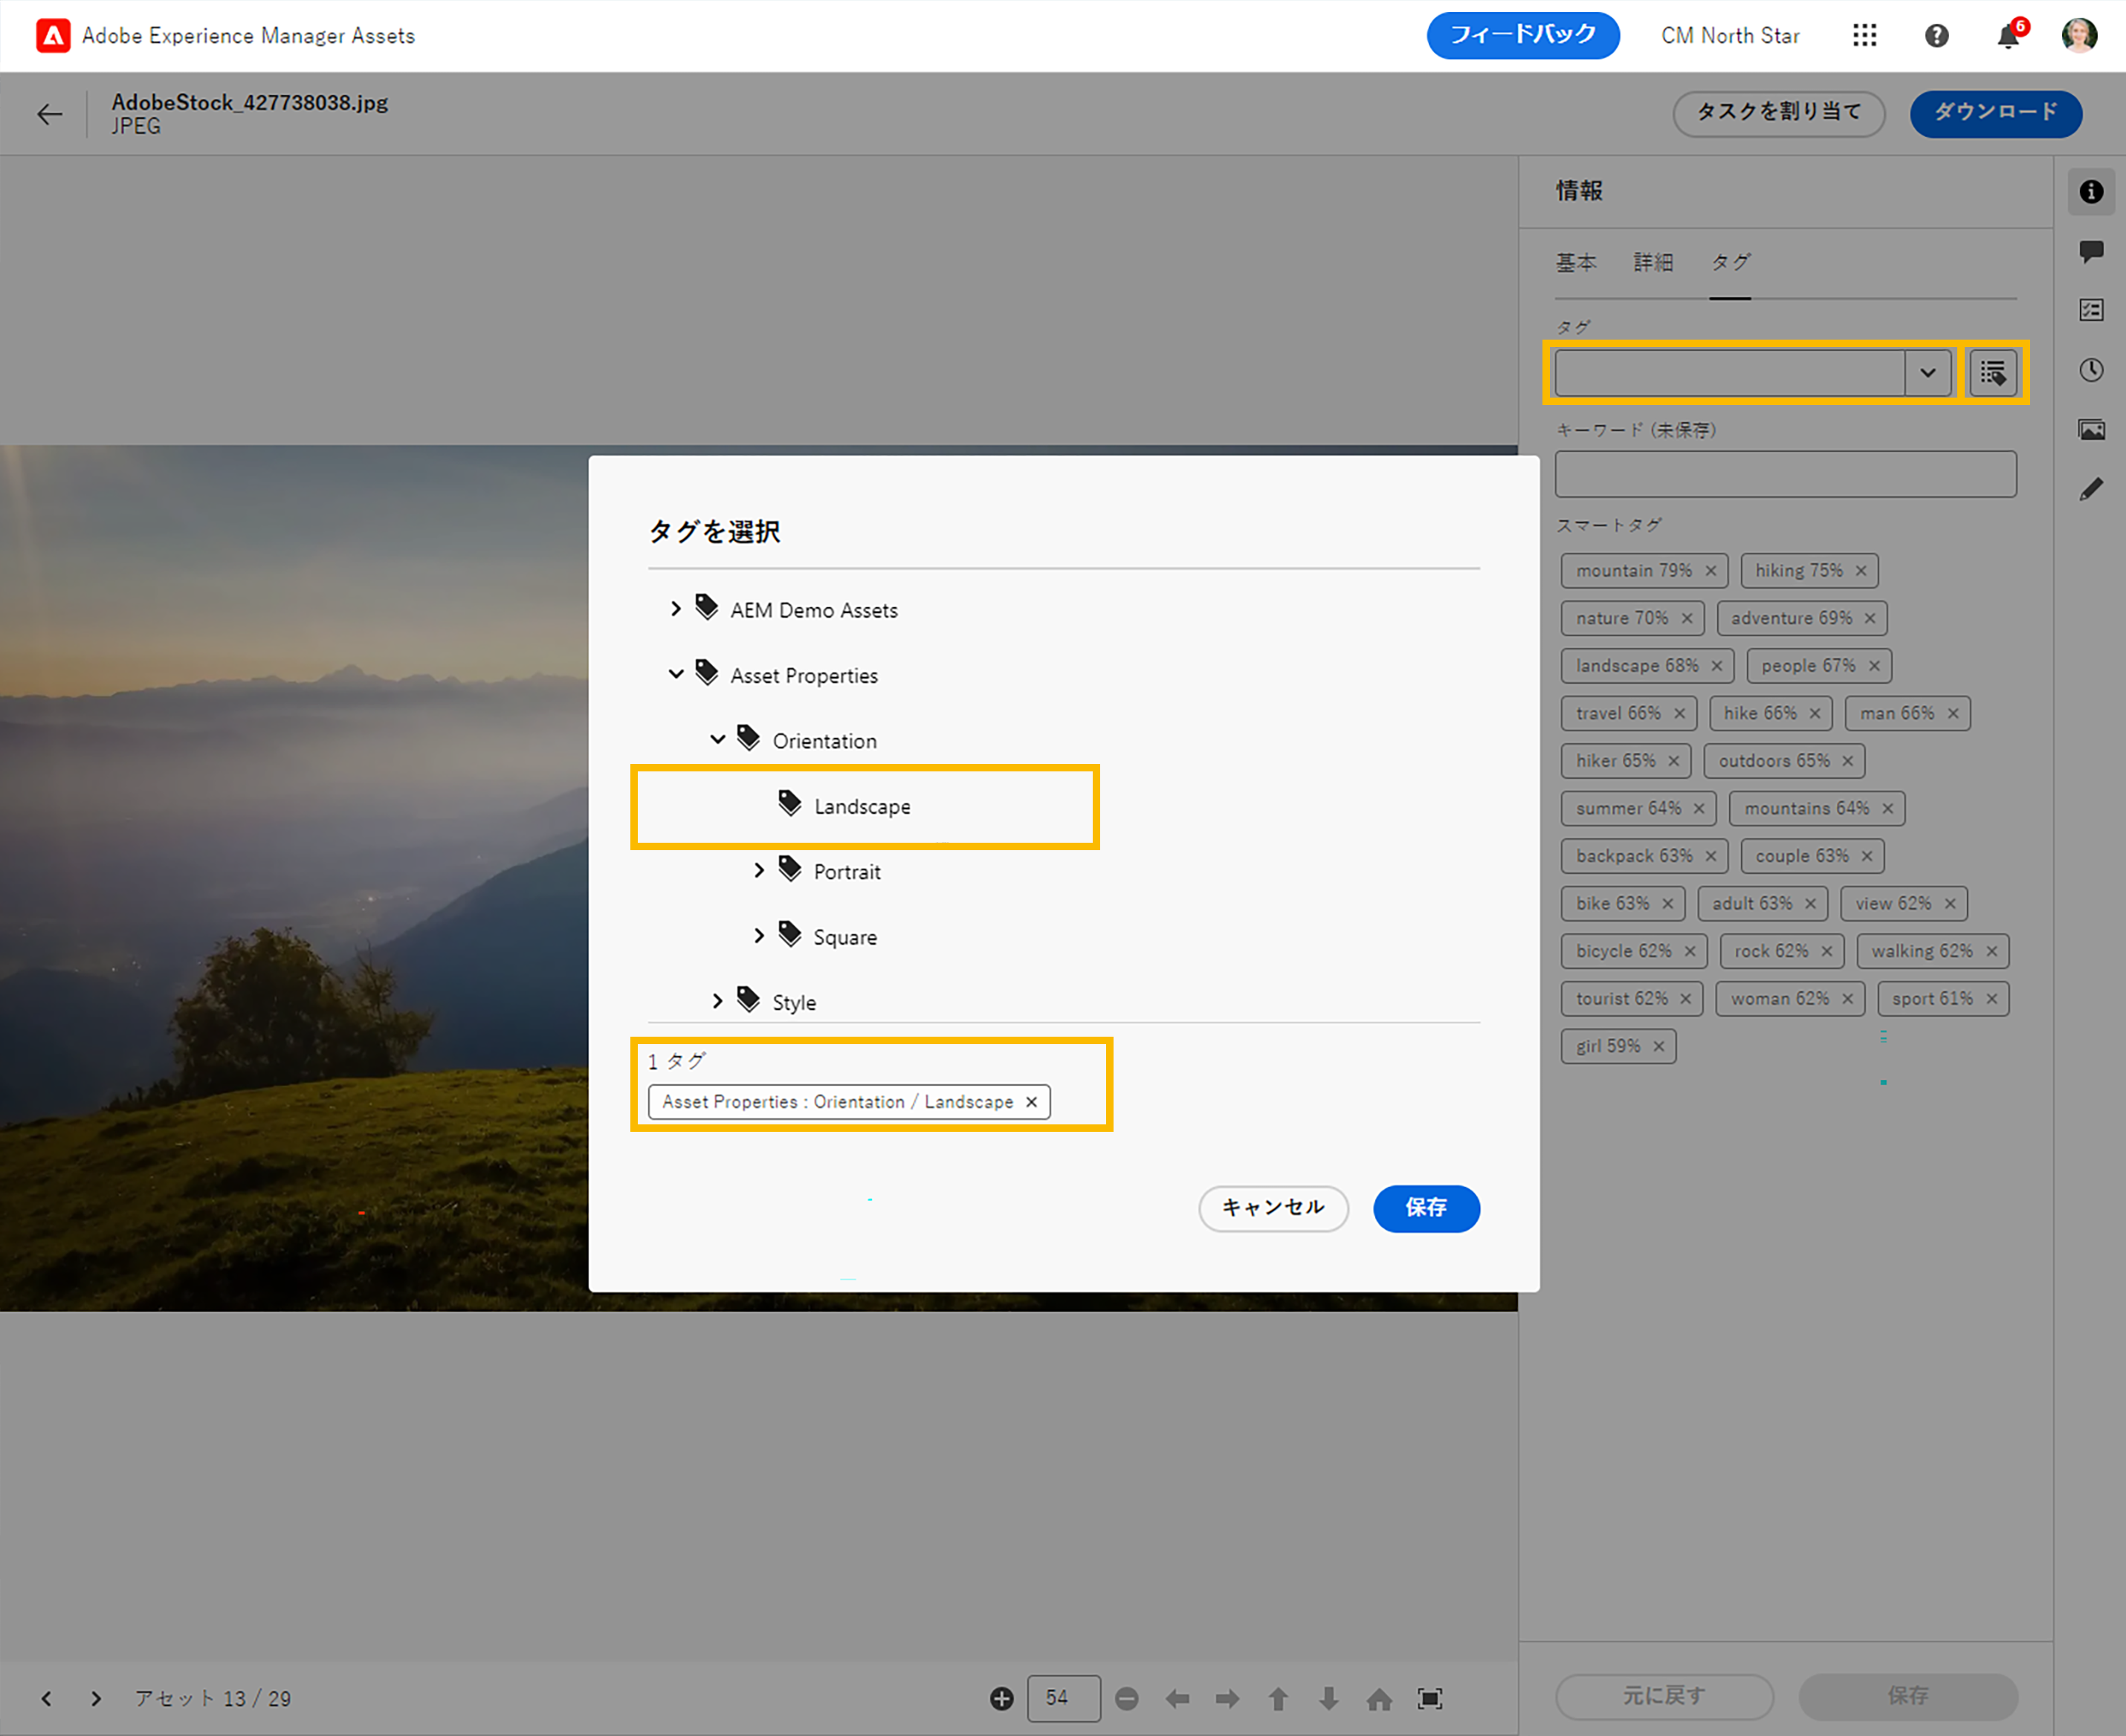 Adobe Experience Manager Assets
フィードバック
CM North Star
6
AdobeStock_427738038.jpg
JPEG
タスクを割り当て
ダウンロード
情報
基本 詳細 タグ
タグ
キーワード (未保存)
スマートタグ
mountain 79% × hiking 75% ×
nature 70% × adventure 69% ×
landscape 68% × people 67% ×
travel 66% × hike 66% × man 66% ×
hiker 65% × outdoors 65% ×
summer 64% × mountains 64% ×
backpack 63% × couple 63% ×
bike 63% × adult 63% × view 62% ×
bicycle 62% × rock 62% × walking 62% ×
tourist 62% × woman 62% × sport 61% ×
girl 59% ×
タグを選択
AEM Demo Assets
Asset Properties
Orientation
Landscape
Portrait
Square
Style
1 タグ
Asset Properties : Orientation / Landscape ×
キャンセル
保存
アセット 13 / 29
54
元に戻す
保存